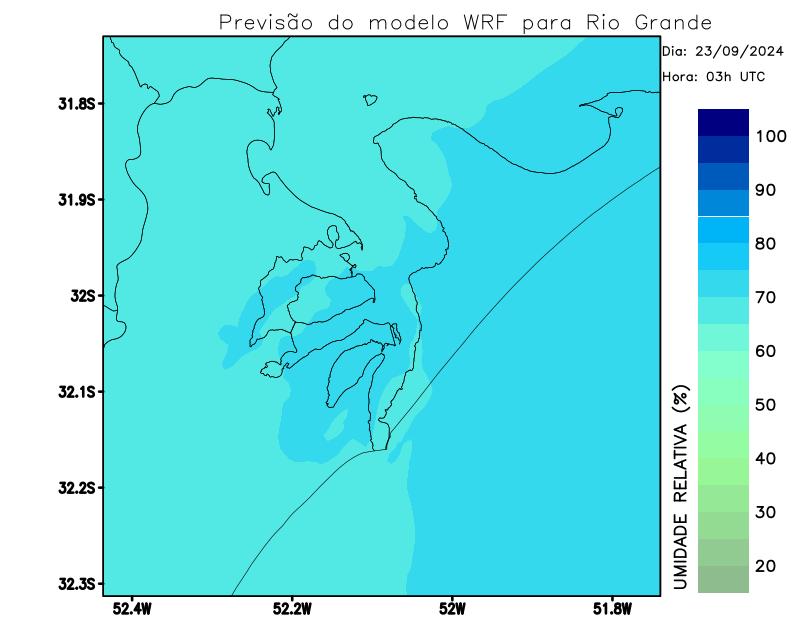 Previsão do modelo WRF para Rio Grande
Dia: 23/09/2024
Hora: 03h UTC
31.8S
31.9S
32S
32.1S
32.2S
32.3S
52.4W
52.2W
52W
51.8W
100
90
80
70
60
50
40
30
20
UMIDADE RELATIVA (%)